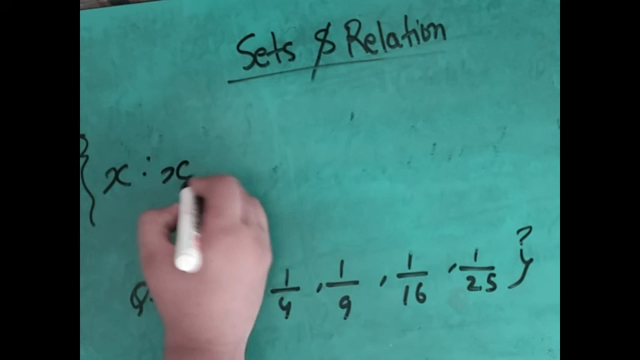 Sets & Relation
{ x : x
Q. 1/4 , 1/9 , 1/16 , 1/25 }